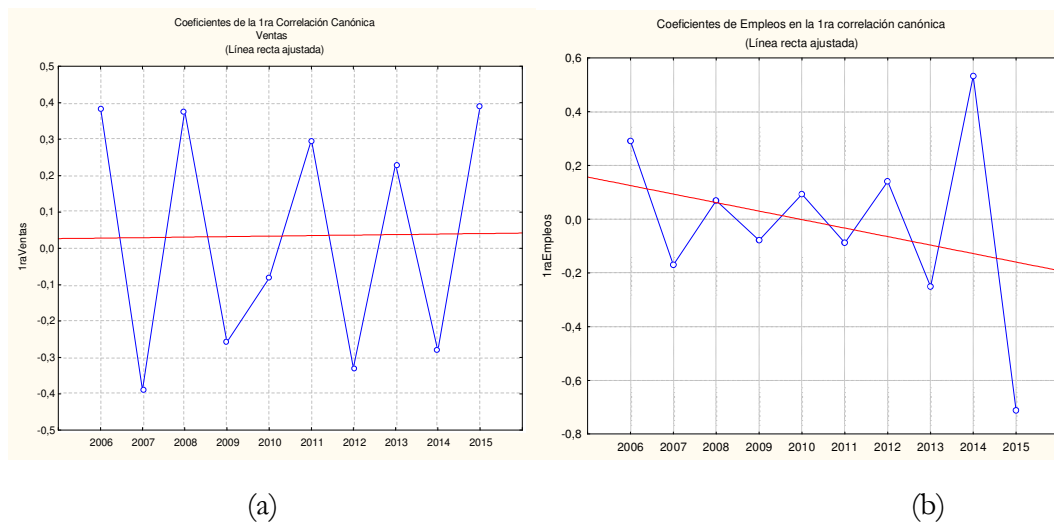 Coeficientes de la 1ra Correlación Canónica
Ventas
(Línea recta ajustada)
0,5
0,4
0,3
0,2
0,1
0,0
-0,1
-0,2
-0,3
-0,4
-0,5
1raVentas
2006 2007 2008 2009 2010 2011 2012 2013 2014 2015
(a)
Coeficientes de Empleos en la 1ra correlación canónica
(Línea recta ajustada)
0,6
0,4
0,2
0,0
-0,2
-0,4
-0,6
-0,8
1raEmpleos
2006 2007 2008 2009 2010 2011 2012 2013 2014 2015
(b)